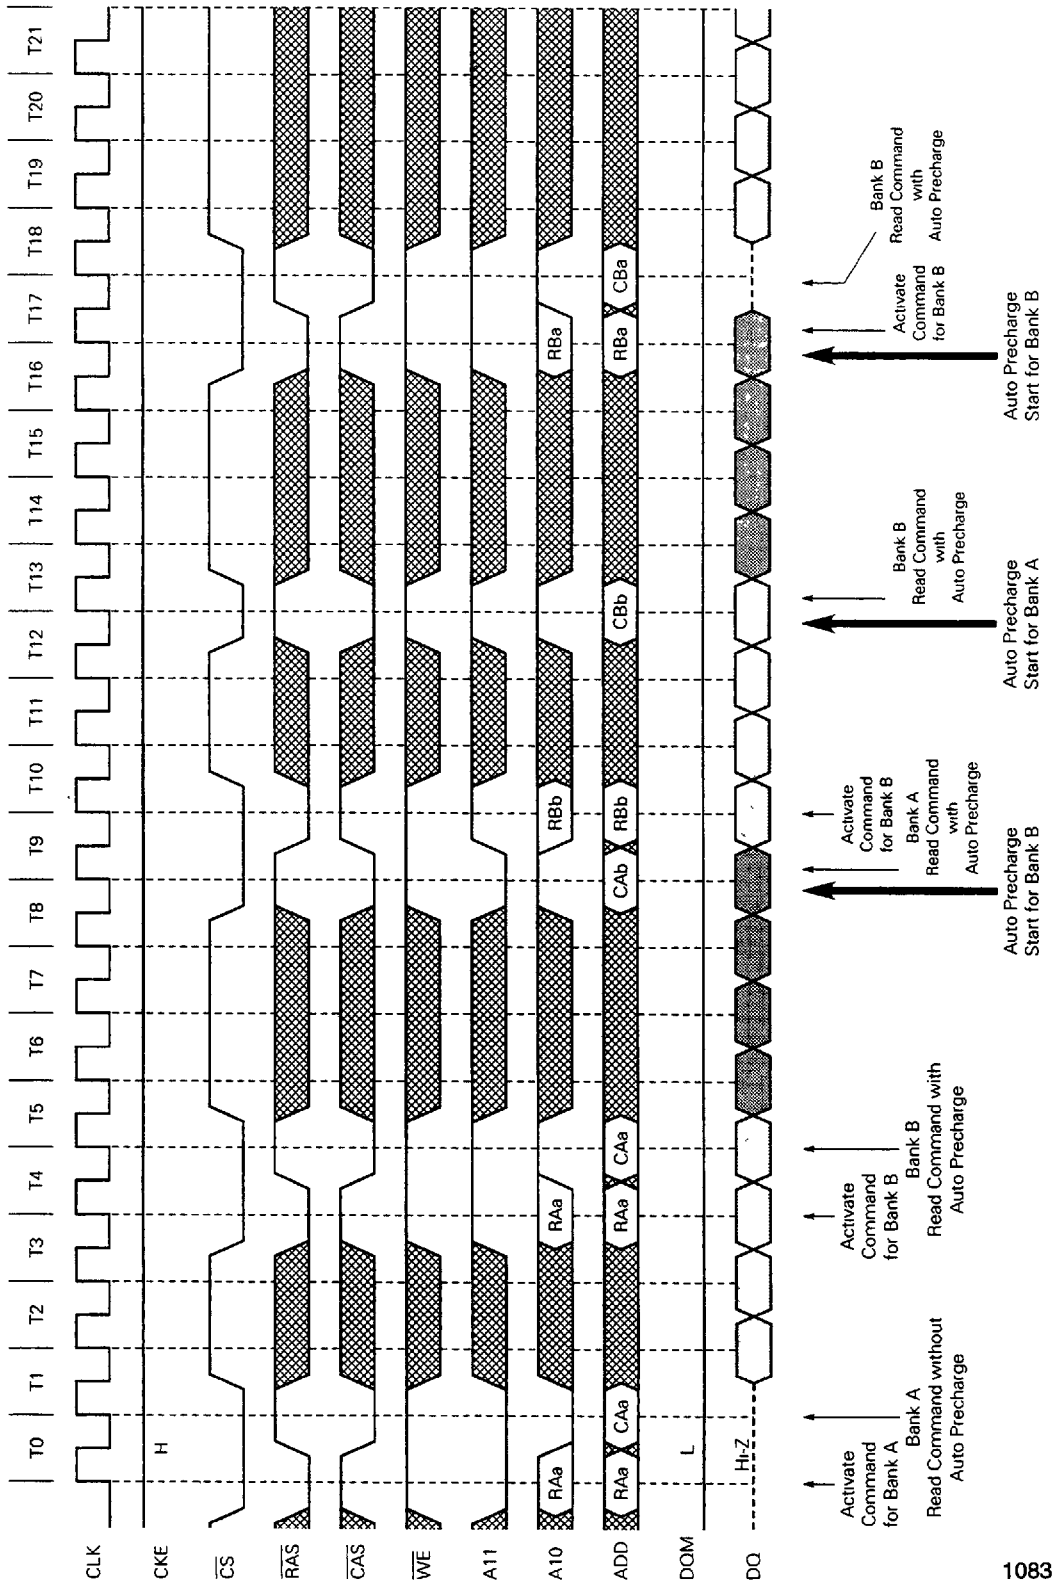 T0 T1 T2 T3 T4 T5 T6 T7 T8 T9 T10 T11 T12 T13 T14 T15 T16 T17 T18 T19 T20 T21
CLK
CKE H
CS
RAS
CAS
WE
A11
A10 RAa RAa RBb RBa
ADD RAa CAa RAa CAa CAb RBb CBb RBa CBa
DQM L
DQ Hi-Z
Activate
Command
for Bank A
Bank A
Read Command without
Auto Precharge
Activate
Command
for Bank B
Bank B
Read Command with
Auto Precharge
Auto Precharge
Start for Bank B
Bank A
Read Command
with
Auto Precharge
Activate
Command
for Bank B
Auto Precharge
Start for Bank A
Bank B
Read Command
with
Auto Precharge
Auto Precharge
Start for Bank B
Activate
Command
for Bank B
Bank B
Read Command
with
Auto Precharge
1083